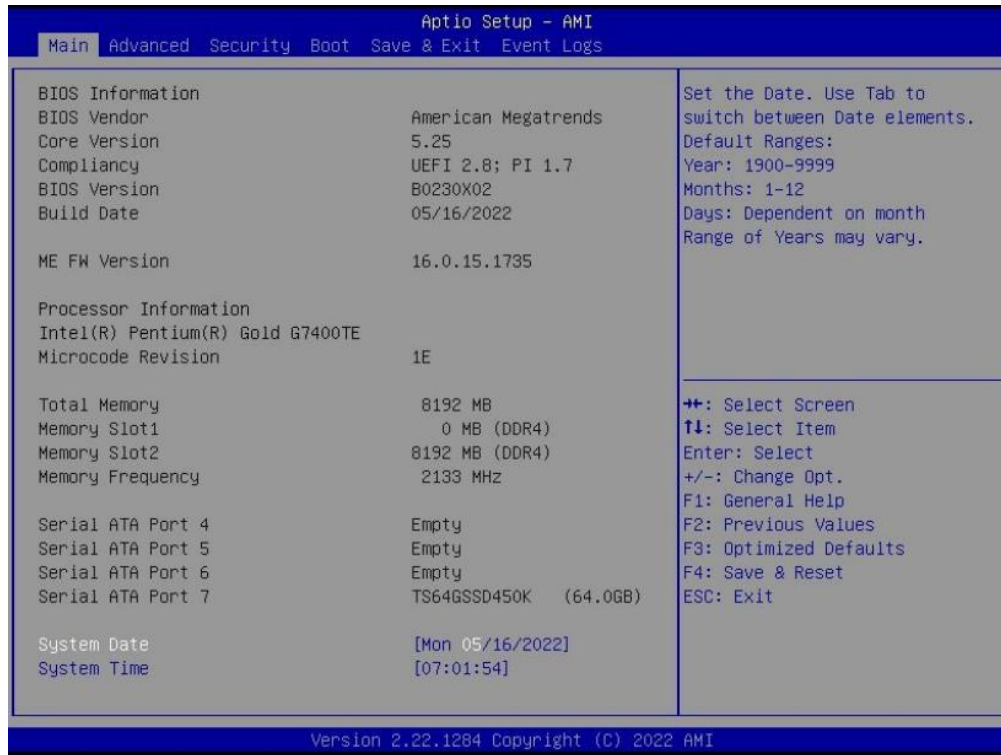 Aptio Setup – AMI
Main Advanced Security Boot Save & Exit Event Logs
BIOS Information
BIOS Vendor American Megatrends
Core Version 5.25
Compliancy UEFI 2.8; PI 1.7
BIOS Version B0230X02
Build Date 05/16/2022
ME FW Version 16.0.15.1735
Processor Information
Intel(R) Pentium(R) Gold G7400TE
Microcode Revision 1E
Total Memory 8192 MB
Memory Slot1 0 MB (DDR4)
Memory Slot2 8192 MB (DDR4)
Memory Frequency 2133 MHz
Serial ATA Port 4 Empty
Serial ATA Port 5 Empty
Serial ATA Port 6 Empty
Serial ATA Port 7 TS64GSSD450K (64.0GB)
System Date [Mon 05/16/2022]
System Time [07:01:54]
Set the Date. Use Tab to
switch between Date elements.
Default Ranges:
Year: 1900-9999
Months: 1-12
Days: Dependent on month
Range of Years may vary.
→←: Select Screen
↑↓: Select Item
Enter: Select
+/-: Change Opt.
F1: General Help
F2: Previous Values
F3: Optimized Defaults
F4: Save & Reset
ESC: Exit
Version 2.22.1284 Copyright (C) 2022 AMI